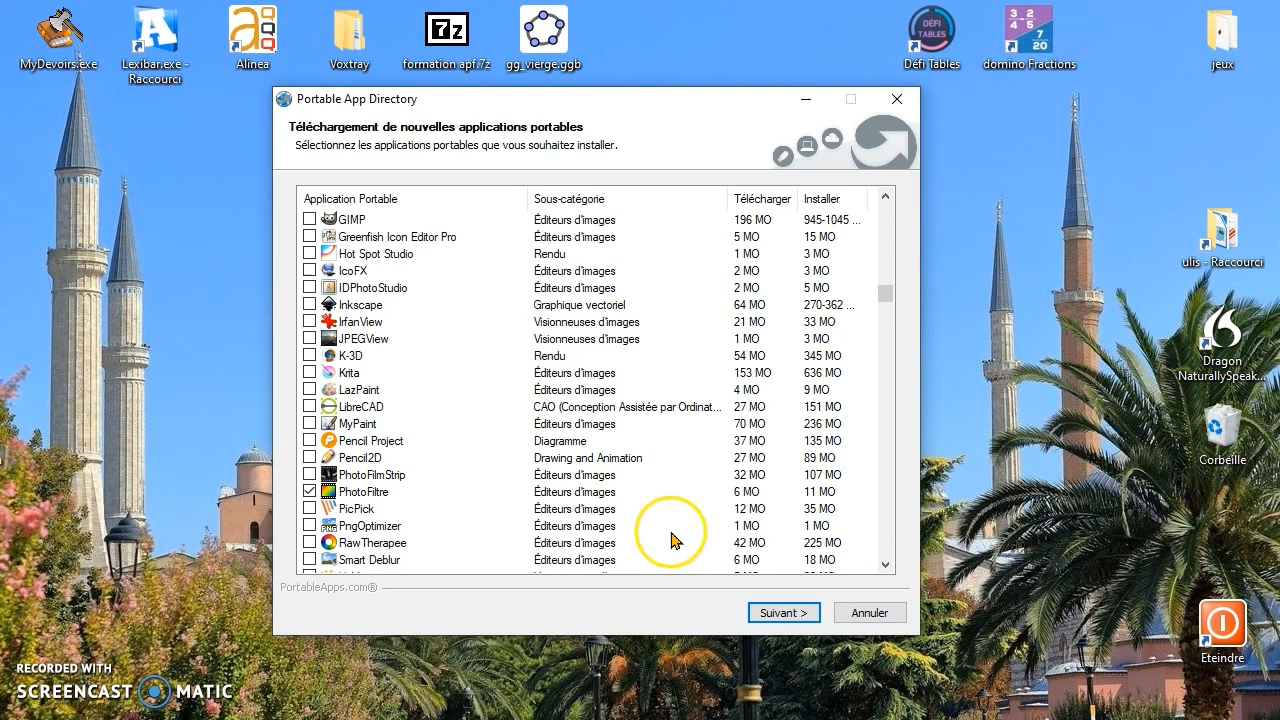 MyDevoirs.exe
Lexibar.exe -
Raccourci
Alinéa
Voxtray
7z
formation apf.7z
gg_vierge.ggb
DÉFI
TABLES
Défi Tables
domino Fractions
jeux
Portable App Directory
Téléchargement de nouvelles applications portables
Sélectionnez les applications portables que vous souhaitez installer.
Application Portable Sous-catégorie Télécharger Installer
GIMP Éditeurs d'images 196 MO 945-1045 ...
Greenfish Icon Editor Pro Éditeurs d'images 5 MO 15 MO
Hot Spot Studio Rendu 1 MO 3 MO
IcoFX Éditeurs d'images 2 MO 3 MO
IDPhotoStudio Éditeurs d'images 2 MO 5 MO
Inkscape Graphique vectoriel 64 MO 270-362 ...
IrfanView Visionneuses d'images 21 MO 33 MO
JPEGView Visionneuses d'images 1 MO 3 MO
K-3D Rendu 54 MO 345 MO
Krita Éditeurs d'images 153 MO 636 MO
LazPaint Éditeurs d'images 4 MO 9 MO
LibreCAD CAO (Conception Assistée par Ordinat... 27 MO 151 MO
MyPaint Éditeurs d'images 70 MO 236 MO
Pencil Project Diagramme 37 MO 135 MO
Pencil2D Drawing and Animation 27 MO 89 MO
PhotoFilmStrip Éditeurs d'images 32 MO 107 MO
PhotoFiltre Éditeurs d'images 6 MO 11 MO
PicPick Éditeurs d'images 12 MO 35 MO
PngOptimizer Éditeurs d'images 1 MO 1 MO
RawTherapee Éditeurs d'images 42 MO 225 MO
Smart Deblur Éditeurs d'images 6 MO 18 MO
PortableApps.com®
Suivant >
Annuler
ulis - Raccourci
Dragon
NaturallySpeak...
Corbeille
Eteindre
RECORDED WITH
SCREENCAST MATIC